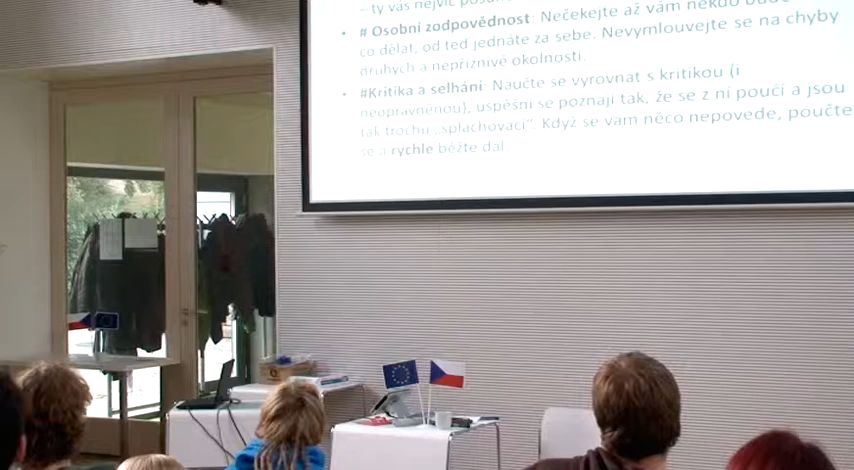 – ty vás nejvíc
# Osobní zodpovědnost: Nečekejte až vám někdo bude
co dělat, od teď jednáte za sebe. Nevymlouvejte se na chyby
druhých a nepříznivé okolnosti.
#Kritika a selhání: Naučte se vyrovnat s kritikou (i
neoprávněnou), úspěšní se poznají tak, že se z ní poučí a jsou
tak trochu „splachovací“. Když se vám něco nepovede, poučte
se a rychle běžte dál